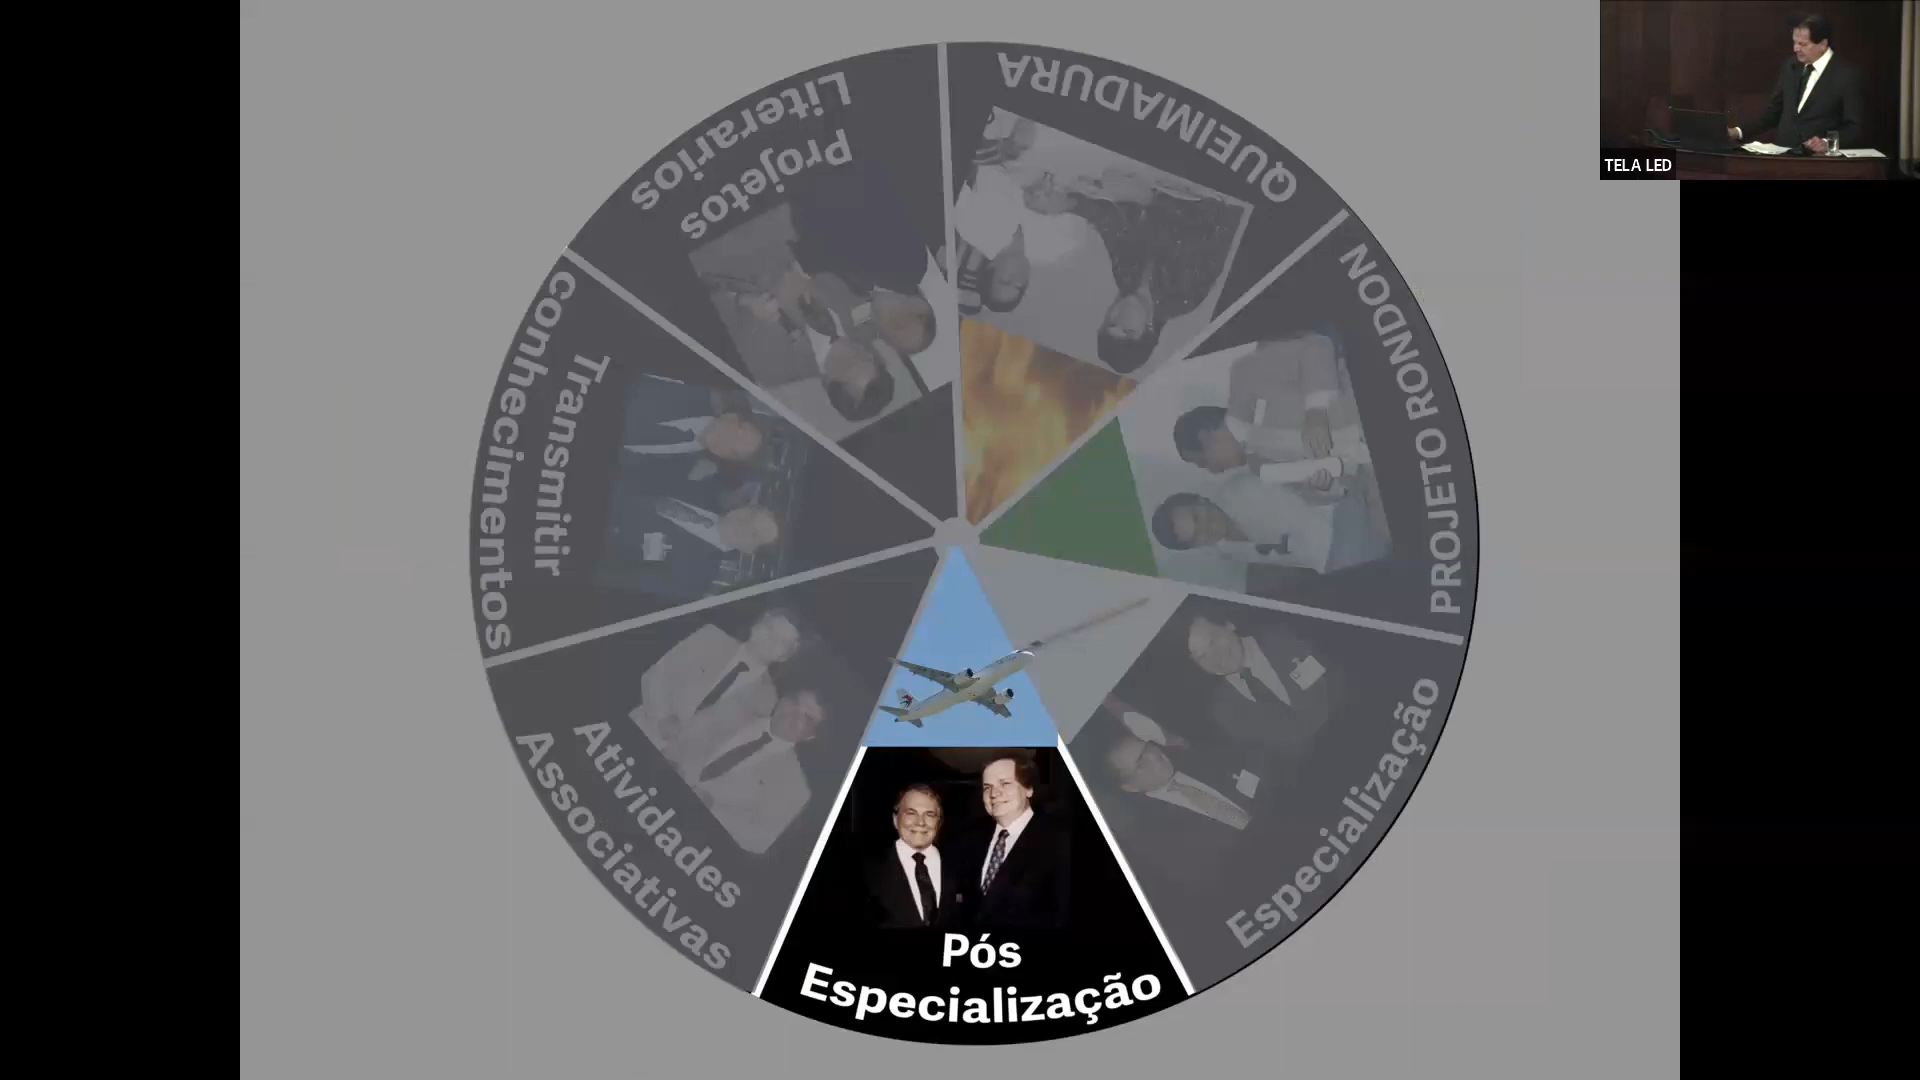 QUEIMADURA
Projetos
Literários
PROJETO RONDON
Transmitir
conhecimentos
Especialização
Atividades
Associativas
Pós
Especialização
TELA LED